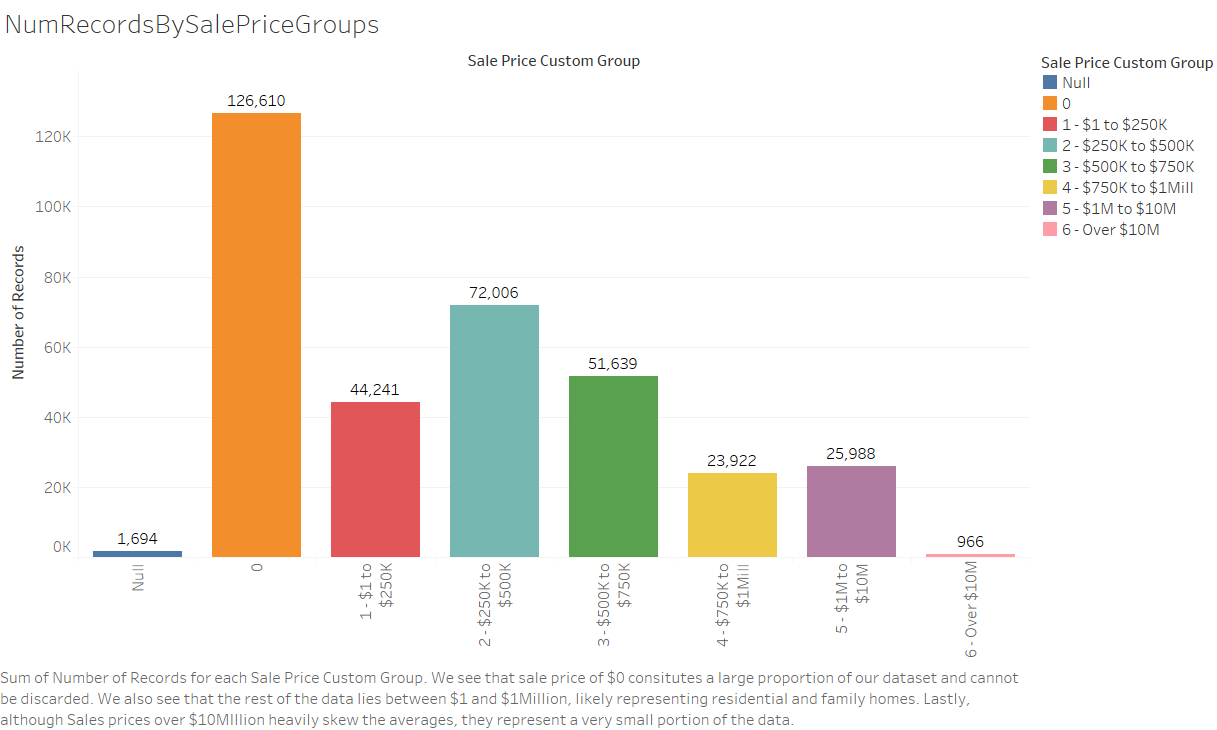 NumRecordsBySalePriceGroups
Sale Price Custom Group
Sale Price Custom Group
Null
0
1 - $1 to $250K
2 - $250K to $500K
3 - $500K to $750K
4 - $750K to $1Mill
5 - $1M to $10M
6 - Over $10M
Number of Records
120K
100K
80K
60K
40K
20K
0K
1,694
126,610
44,241
72,006
51,639
23,922
25,988
966
Null
0
1 - $1 to
$250K
2 - $250K to
$500K
3 - $500K to
$750K
4 - $750K to
$1Mill
5 - $1M to
$10M
6 - Over $10M
Sum of Number of Records for each Sale Price Custom Group. We see that sale price of $0 consitutes a large proportion of our dataset and cannot
be discarded. We also see that the rest of the data lies between $1 and $1Million, likely representing residential and family homes. Lastly,
although Sales prices over $10MIllion heavily skew the averages, they represent a very small portion of the data.